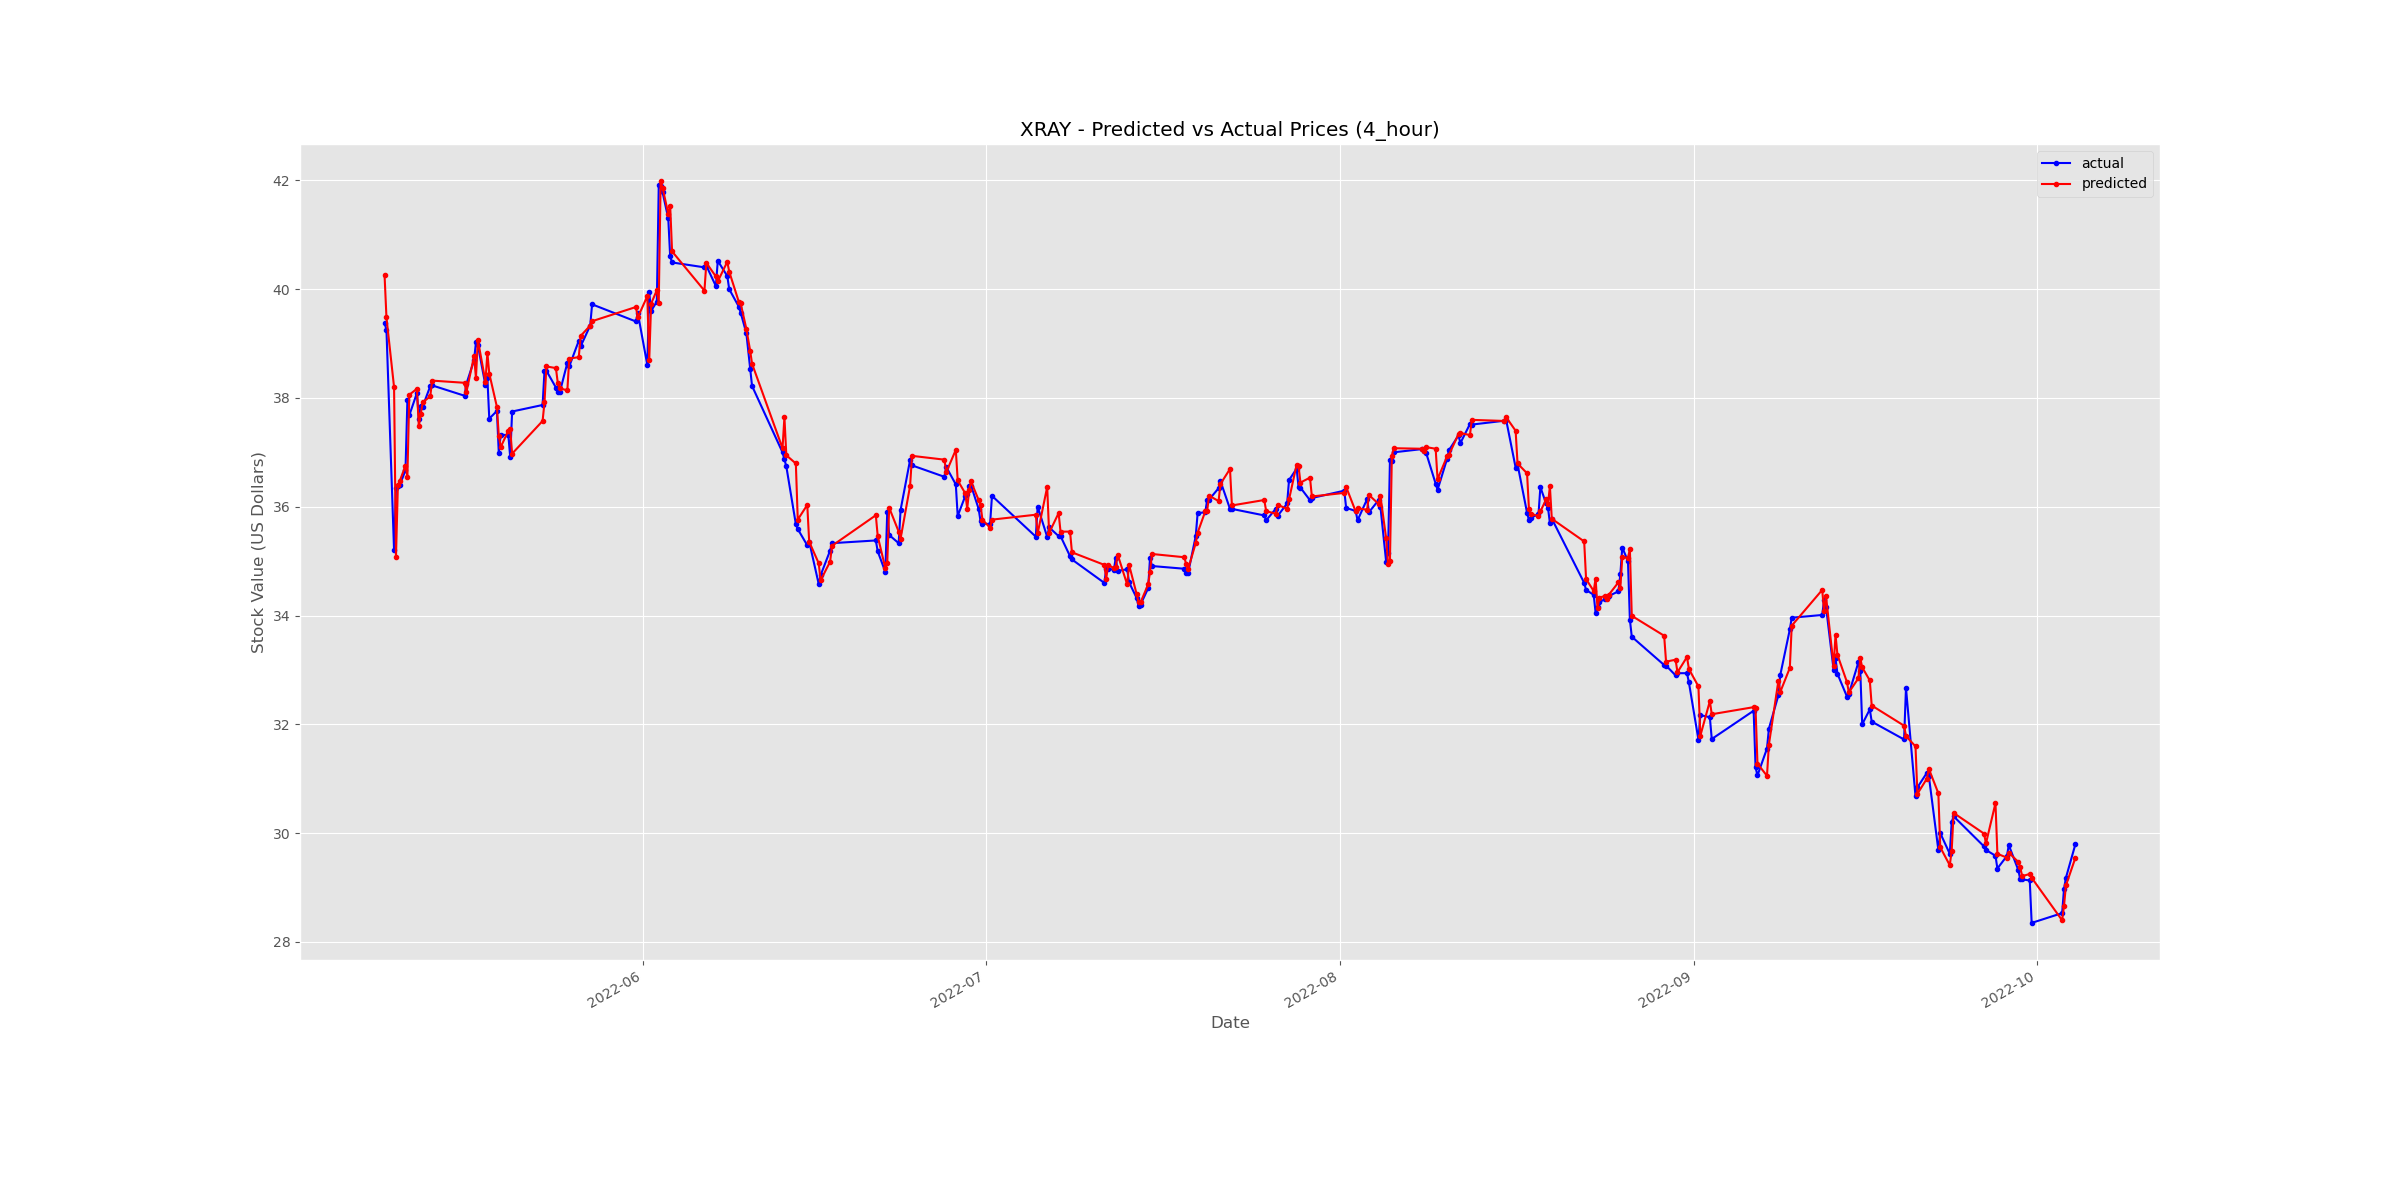 XRAY - Predicted vs Actual Prices (4_hour)
actual
predicted
42
40
38
36
34
32
30
28
Stock Value (US Dollars)
2022-06
2022-07
2022-08
2022-09
2022-10
Date